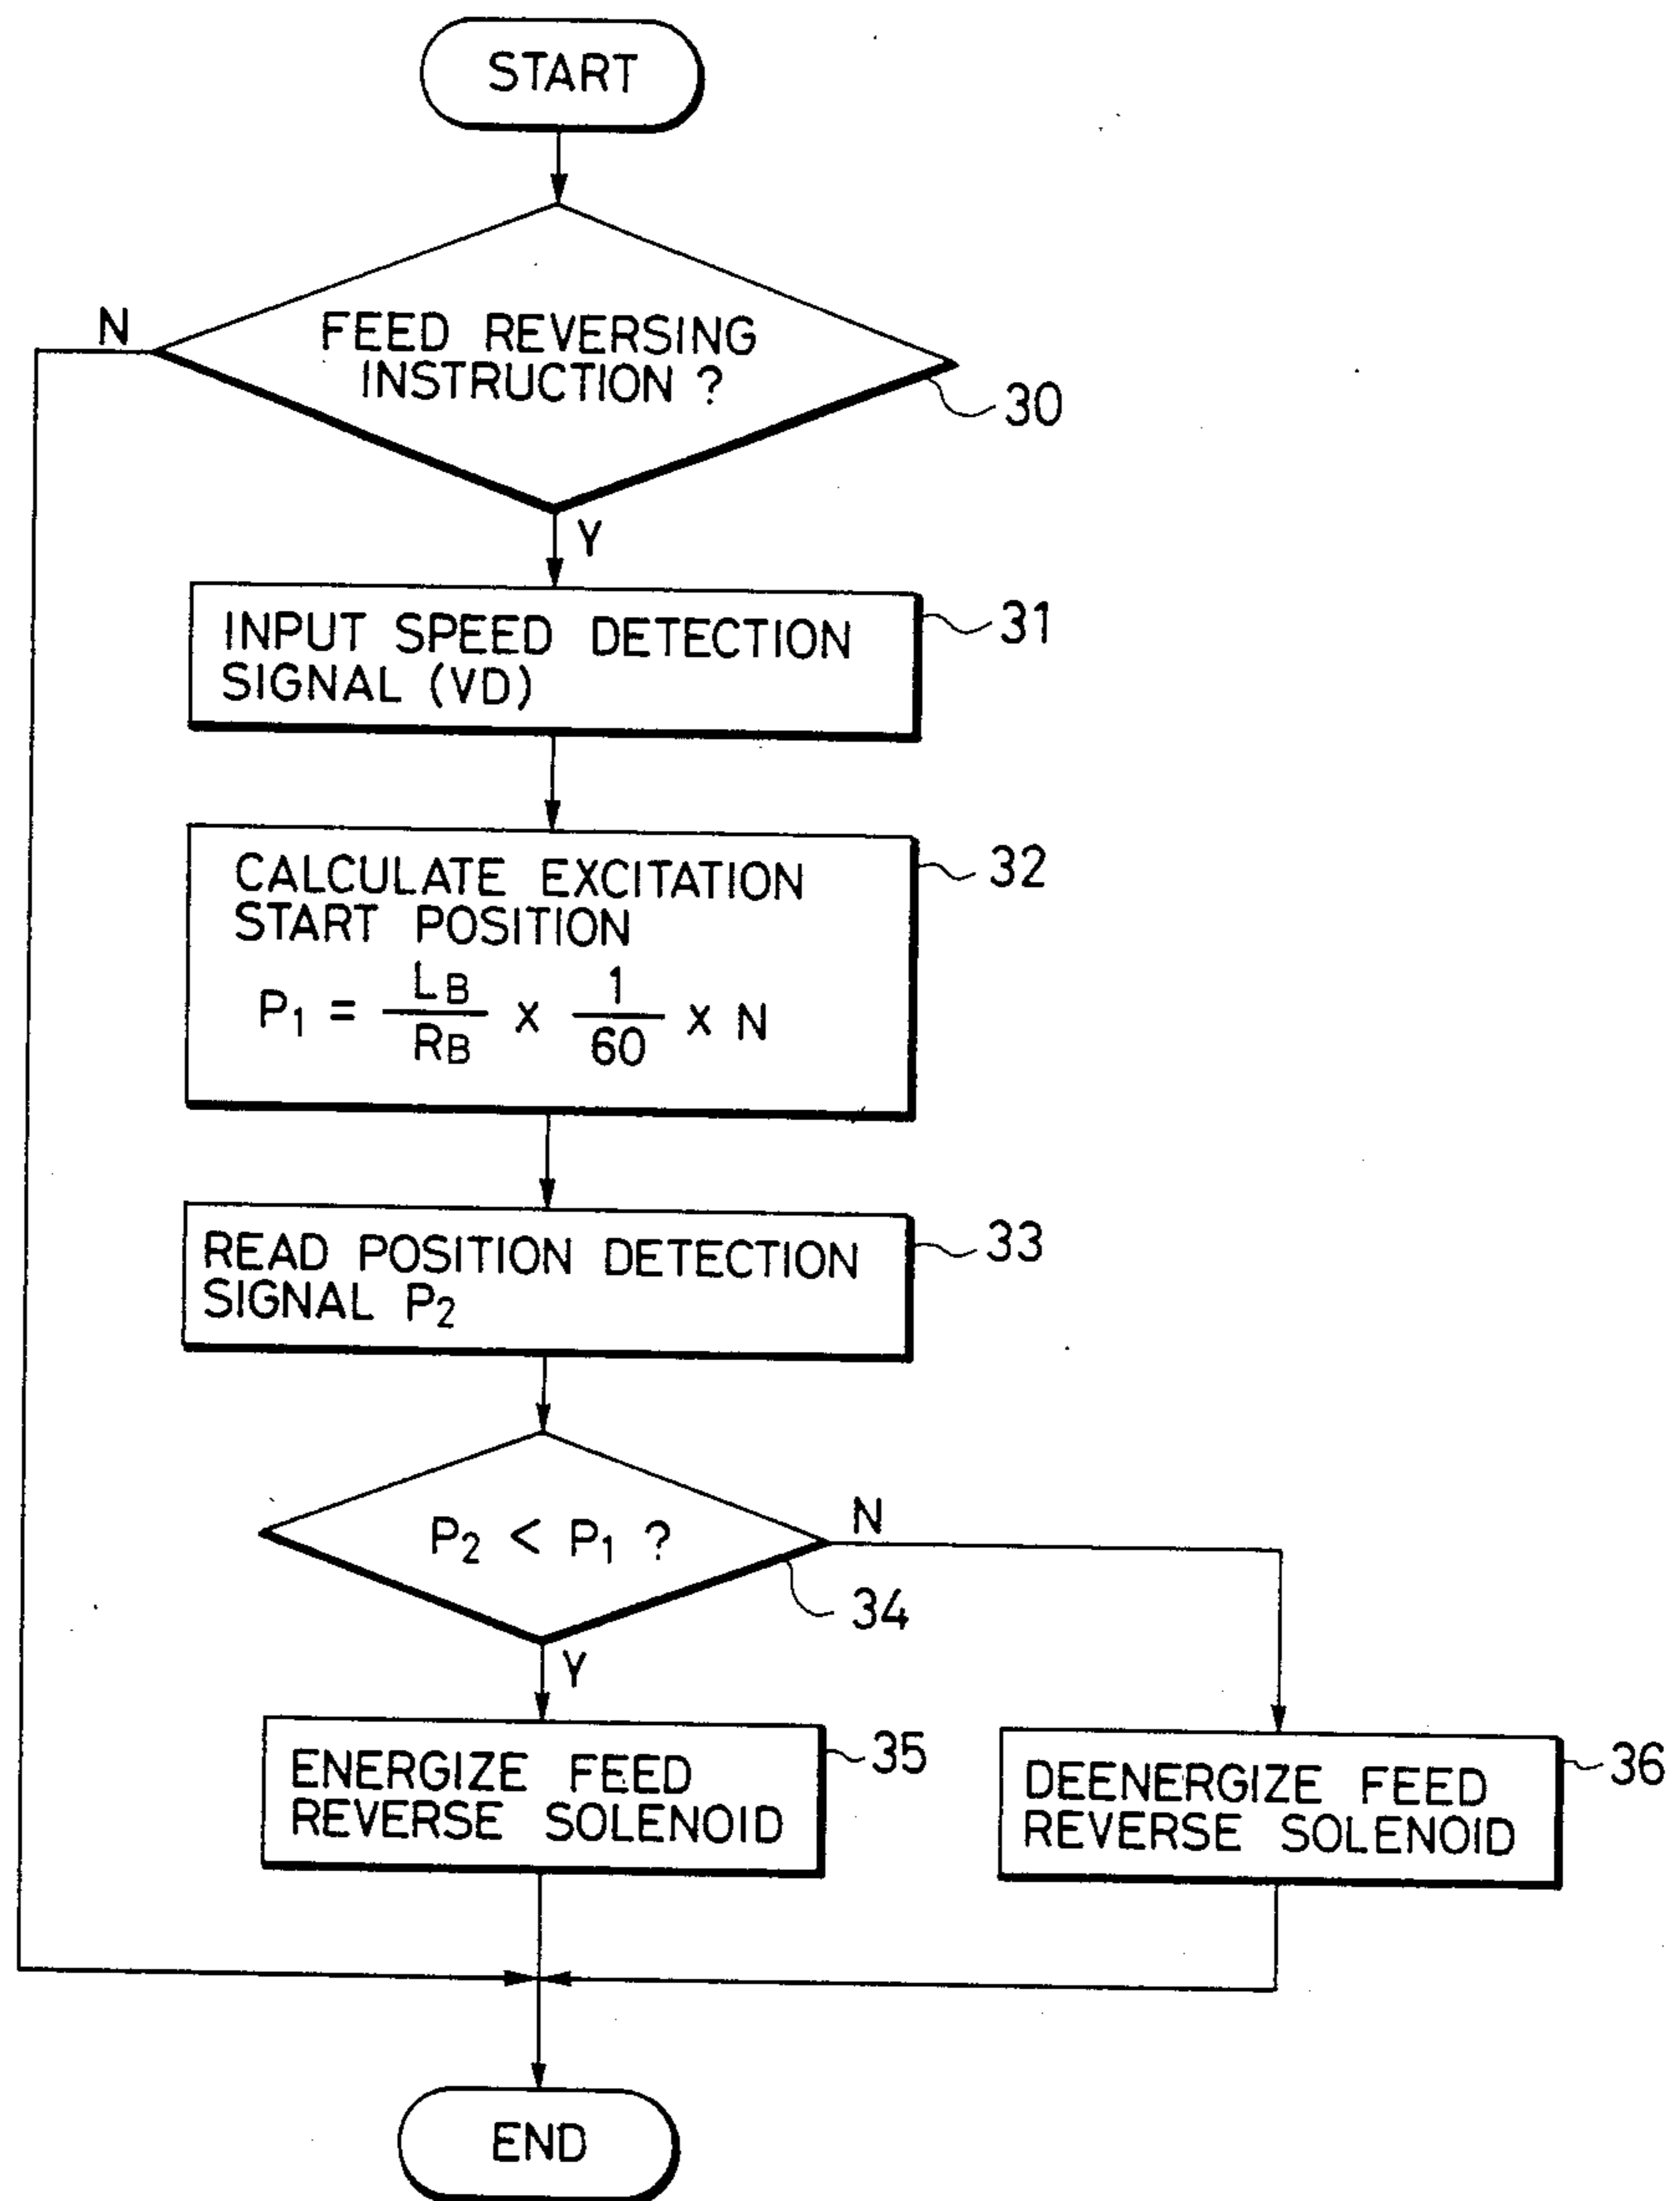 START
N
FEED REVERSING
INSTRUCTION ?
30
Y
INPUT SPEED DETECTION
SIGNAL (VD)
31
CALCULATE EXCITATION
START POSITION
P₁ = L_B / R_B x 1 / 60 x N
32
READ POSITION DETECTION
SIGNAL P₂
33
P₂ < P₁ ?
N
34
Y
ENERGIZE FEED
REVERSE SOLENOID
35
DEENERGIZE FEED
REVERSE SOLENOID
36
END